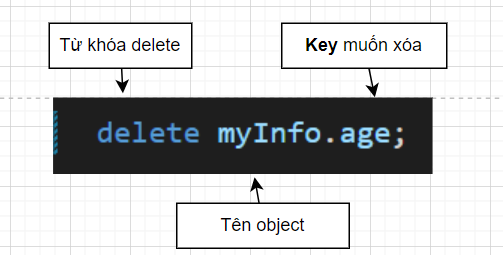 Từ khóa delete
Key muốn xóa
delete myInfo.age;
Tên object